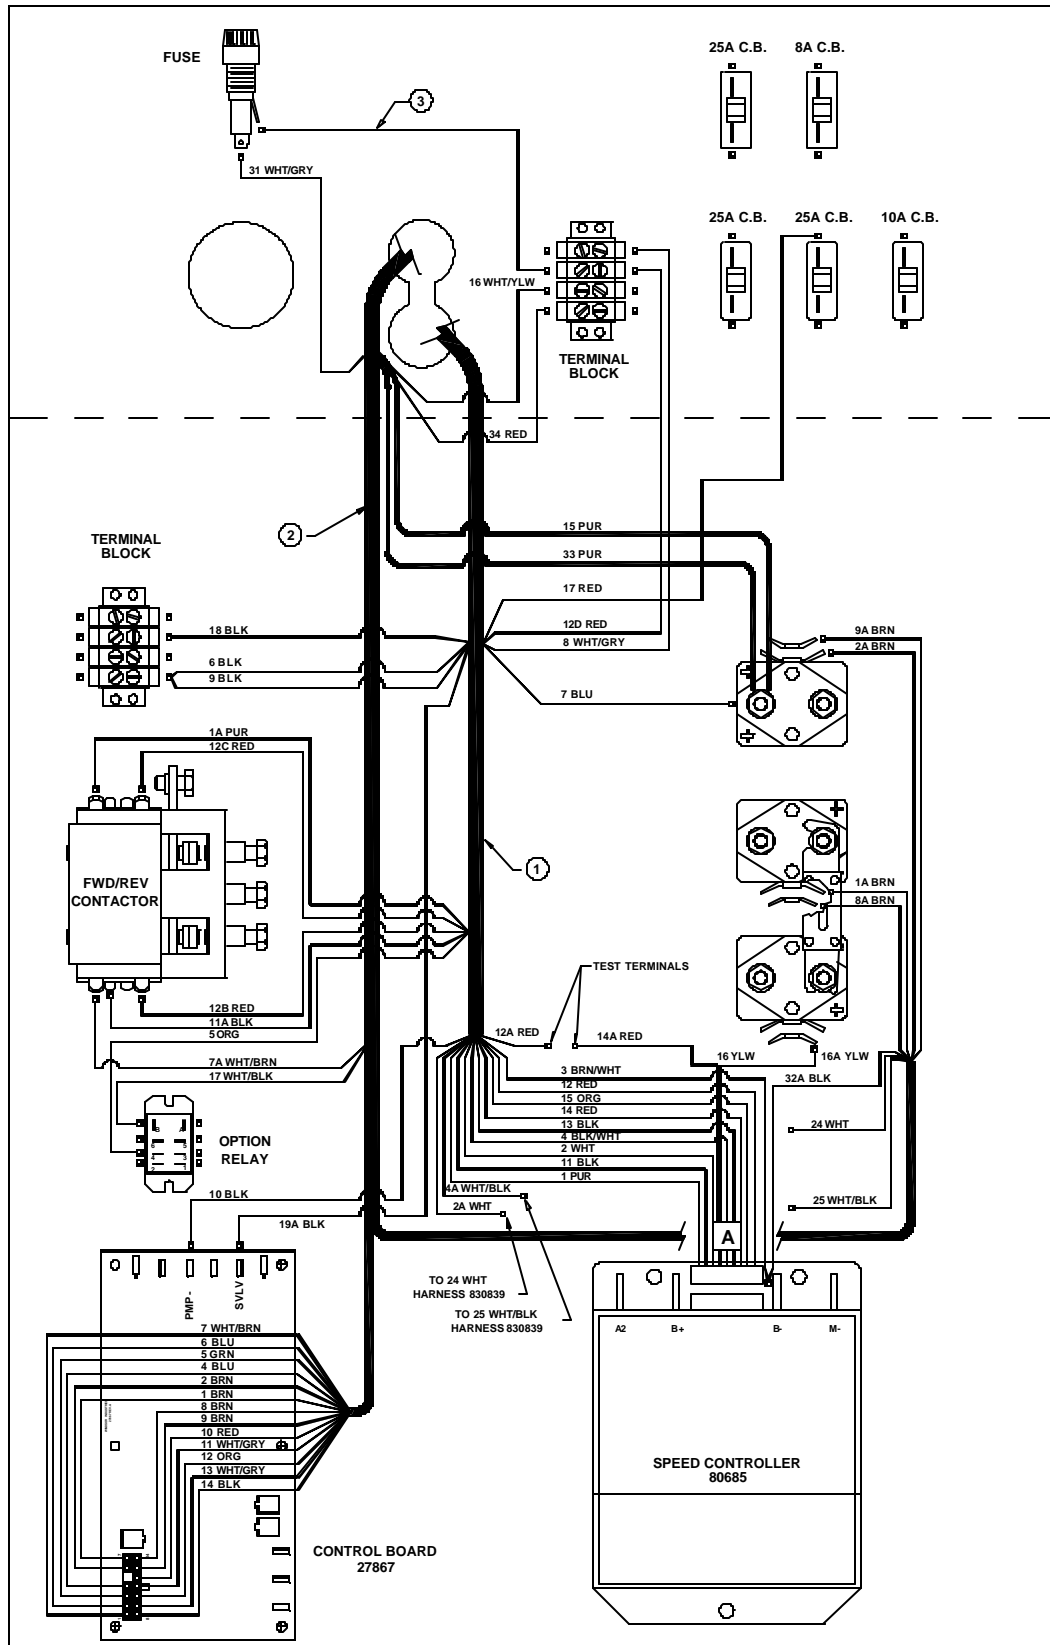 FUSE
25A C.B.
8A C.B.
3
31 WHT/GRY
25A C.B.
25A C.B.
10A C.B.
16 WHT/YLW
TERMINAL
BLOCK
34 RED
2
15 PUR
TERMINAL
BLOCK
33 PUR
17 RED
18 BLK
12D RED
9A BRN
8 WHT/GRY
2A BRN
6 BLK
9 BLK
7 BLU
1A PUR
12C RED
1
FWD/REV
CONTACTOR
1A BRN
8A BRN
TEST TERMINALS
12B RED
11A BLK
5 ORG
12A RED
14A RED
7A WHT/BRN
17 WHT/BLK
16 YLW
16A YLW
3 BRN/WHT
32A BLK
12 RED
15 ORG
14 RED
13 BLK
4 BLK/WHT
2 WHT
11 BLK
1 PUR
24 WHT
B A
6 5
4 3
2 1
OPTION
RELAY
10 BLK
4A WHT/BLK
25 WHT/BLK
2A WHT
19A BLK
A
TO 24 WHT
HARNESS 830839
TO 25 WHT/BLK
HARNESS 830839
PMP -
SVLV -
A2
B+
B-
M-
7 WHT/BRN
6 BLU
5 GRN
4 BLU
2 BRN
1 BRN
8 BRN
9 BRN
10 RED
11 WHT/GRY
12 ORG
13 WHT/GRY
14 BLK
SPEED CONTROLLER
80685
CONTROL BOARD
27867